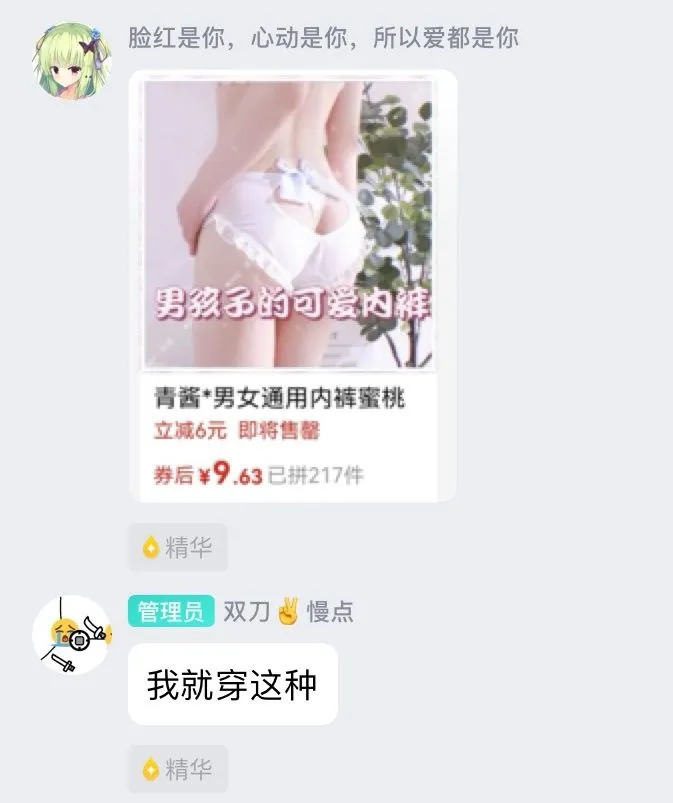 脸红是你，心动是你，所以爱都是你
男孩子的可爱内裤
青酱*男女通用内裤蜜桃
立减6元 即将售罄
券后¥9.63已拼217件
精华
管理员 双刀✌️慢点
我就穿这种
精华